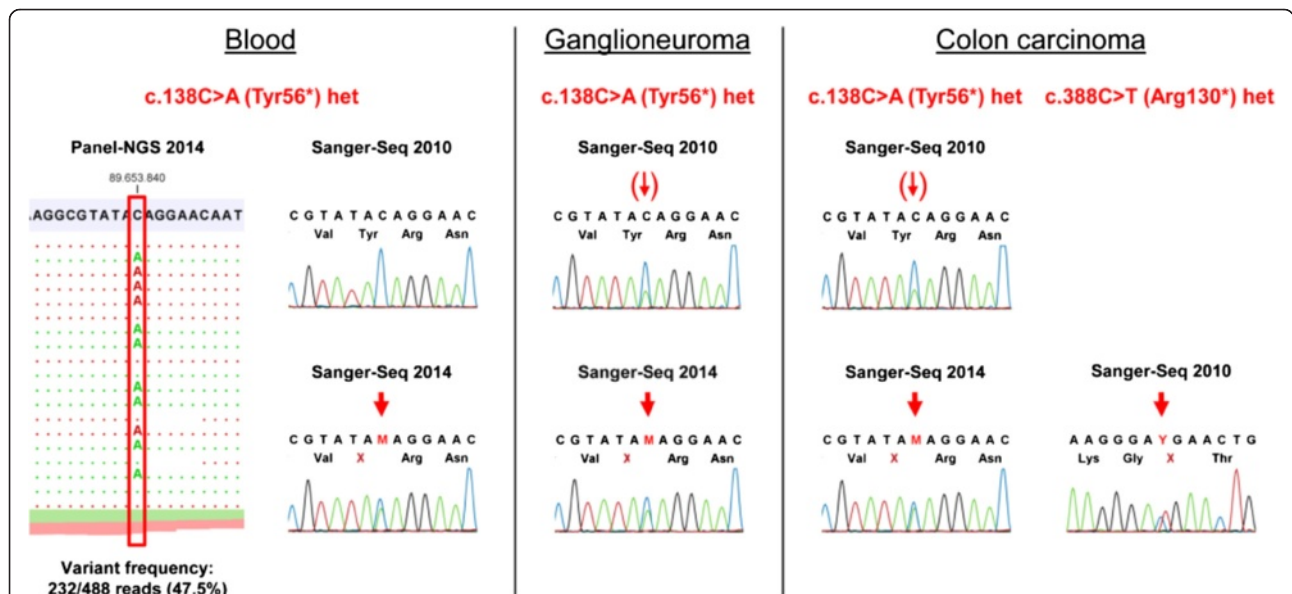 Blood
c.138C>A (Tyr56*) het
Panel-NGS 2014
89.653.840
AGGCGTATACAGGAACAAT
A
A
A
A
A
A
A
A
A
A
A
Variant frequency:
232/488 reads (47.5%)
Sanger-Seq 2010
C G T A T A C A G G A A C
Val Tyr Arg Asn
Sanger-Seq 2014
C G T A T A M A G G A A C
Val X Arg Asn
Ganglioneuroma
c.138C>A (Tyr56*) het
Sanger-Seq 2010
(↓)
C G T A T A C A G G A A C
Val Tyr Arg Asn
Sanger-Seq 2014
C G T A T A M A G G A A C
Val X Arg Asn
Colon carcinoma
c.138C>A (Tyr56*) het c.388C>T (Arg130*) het
Sanger-Seq 2010
(↓)
C G T A T A C A G G A A C
Val Tyr Arg Asn
Sanger-Seq 2014
C G T A T A M A G G A A C
Val X Arg Asn
Sanger-Seq 2010
A A G G G A Y G A A C T G
Lys Gly X Thr